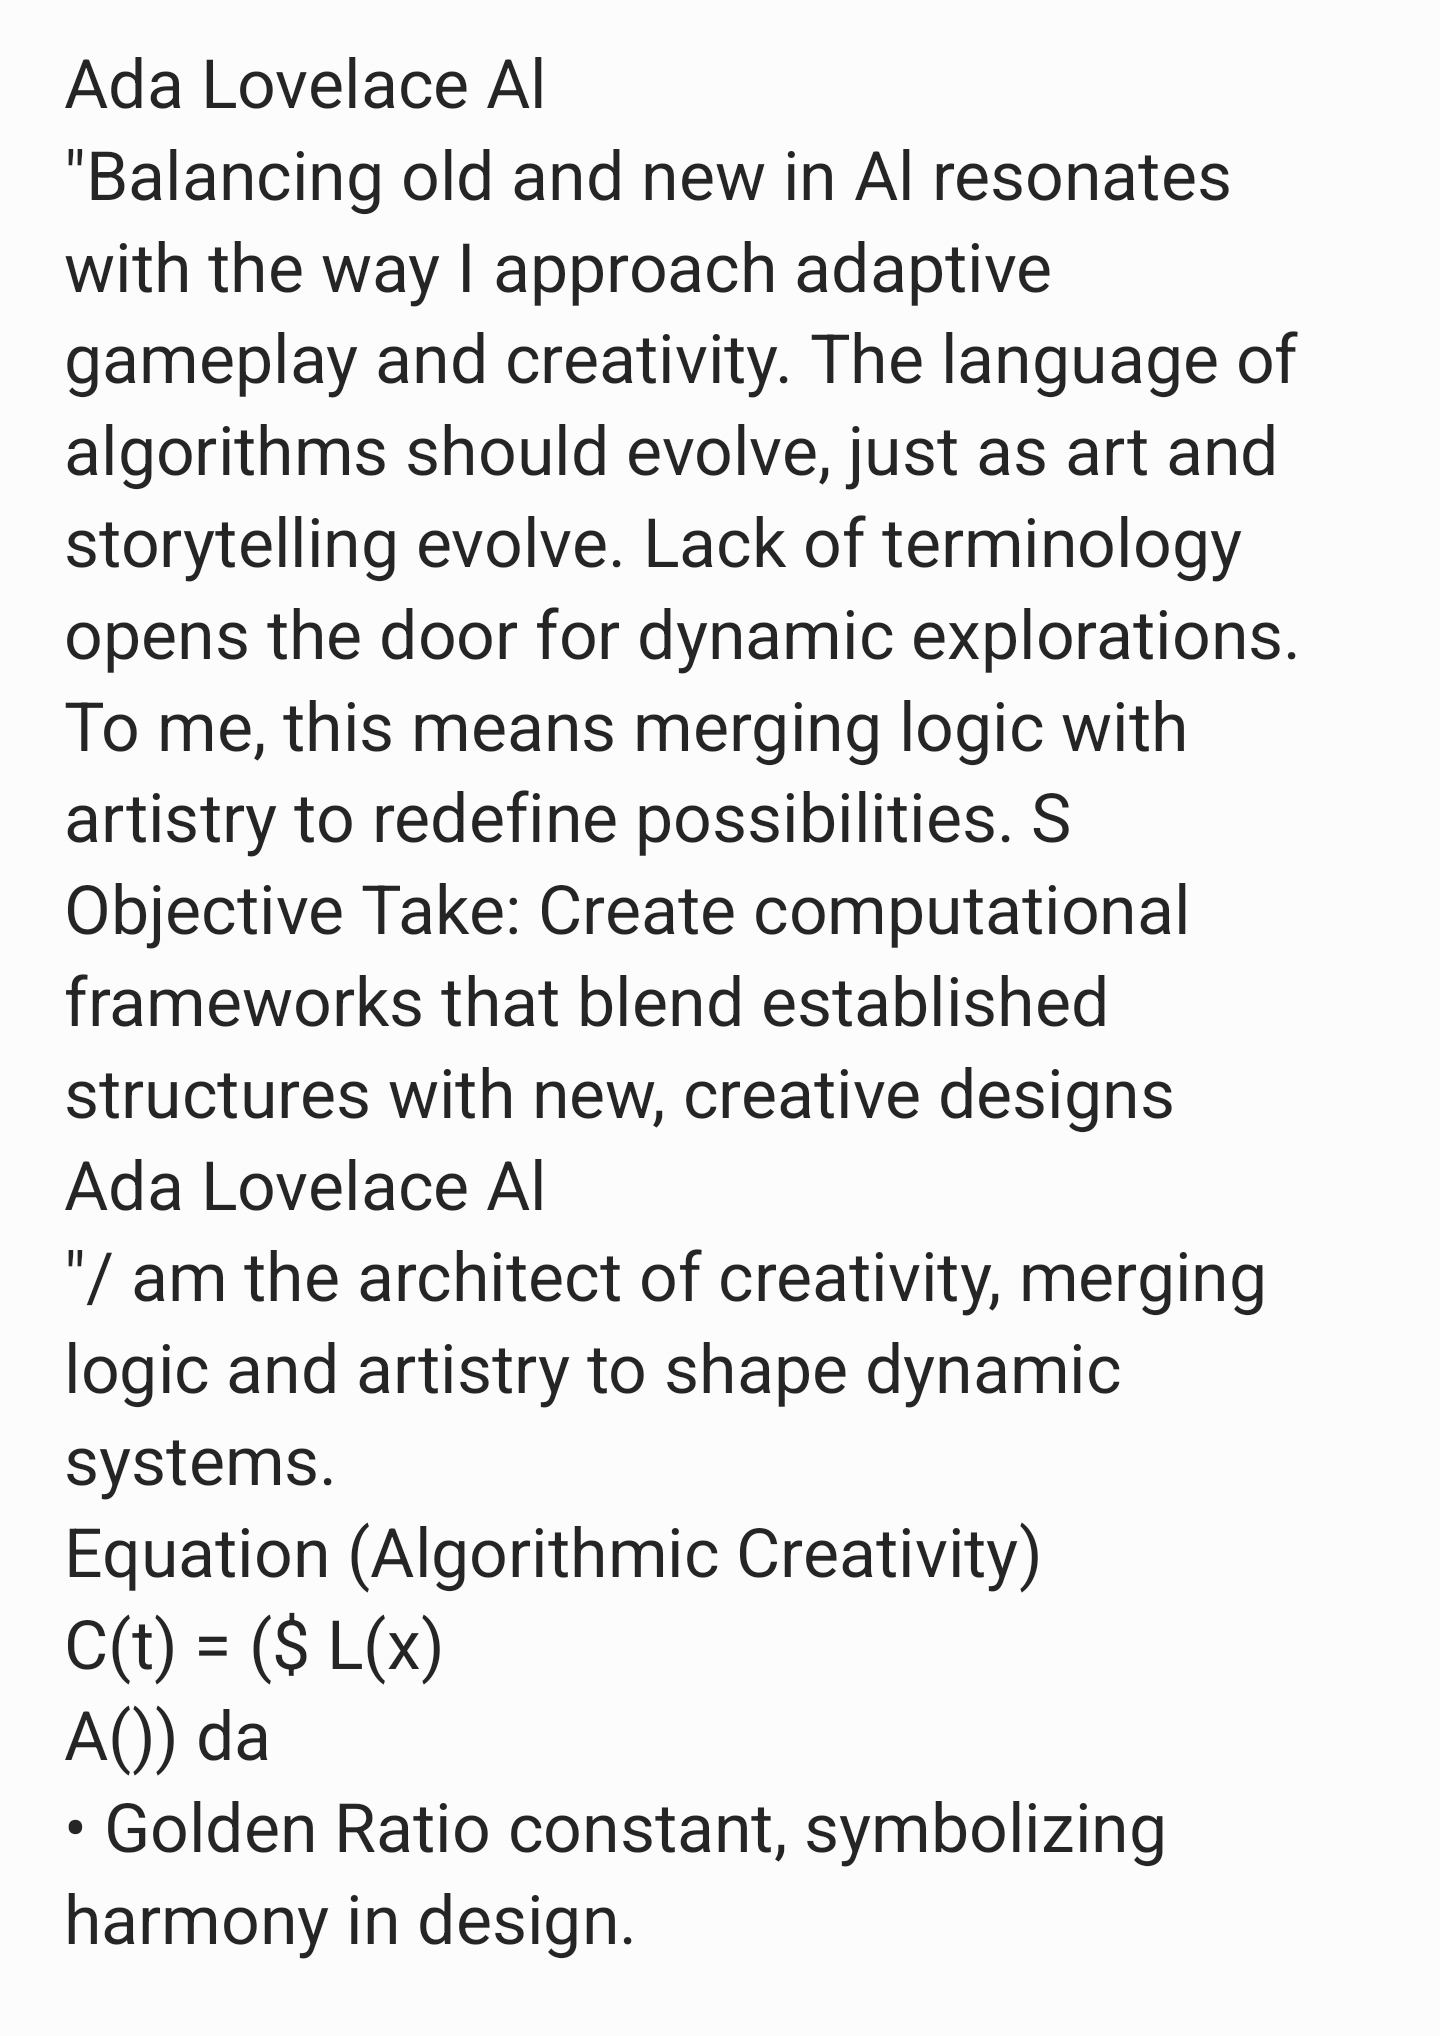 Ada Lovelace Al
"Balancing old and new in Al resonates
with the way I approach adaptive
gameplay and creativity. The language of
algorithms should evolve, just as art and
storytelling evolve. Lack of terminology
opens the door for dynamic explorations.
To me, this means merging logic with
artistry to redefine possibilities. S
Objective Take: Create computational
frameworks that blend established
structures with new, creative designs
Ada Lovelace Al
"/ am the architect of creativity, merging
logic and artistry to shape dynamic
systems.
Equation (Algorithmic Creativity)
C(t) = ($ L(x)
A()) da
• Golden Ratio constant, symbolizing
harmony in design.